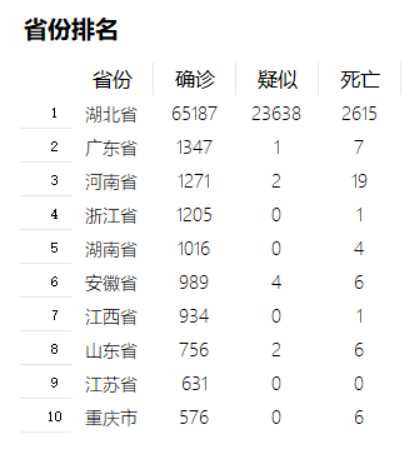 省份排名
省份 确诊 疑似 死亡
1 湖北省 65187 23638 2615
2 广东省 1347 1 7
3 河南省 1271 2 19
4 浙江省 1205 0 1
5 湖南省 1016 0 4
6 安徽省 989 4 6
7 江西省 934 0 1
8 山东省 756 2 6
9 江苏省 631 0 0
10 重庆市 576 0 6